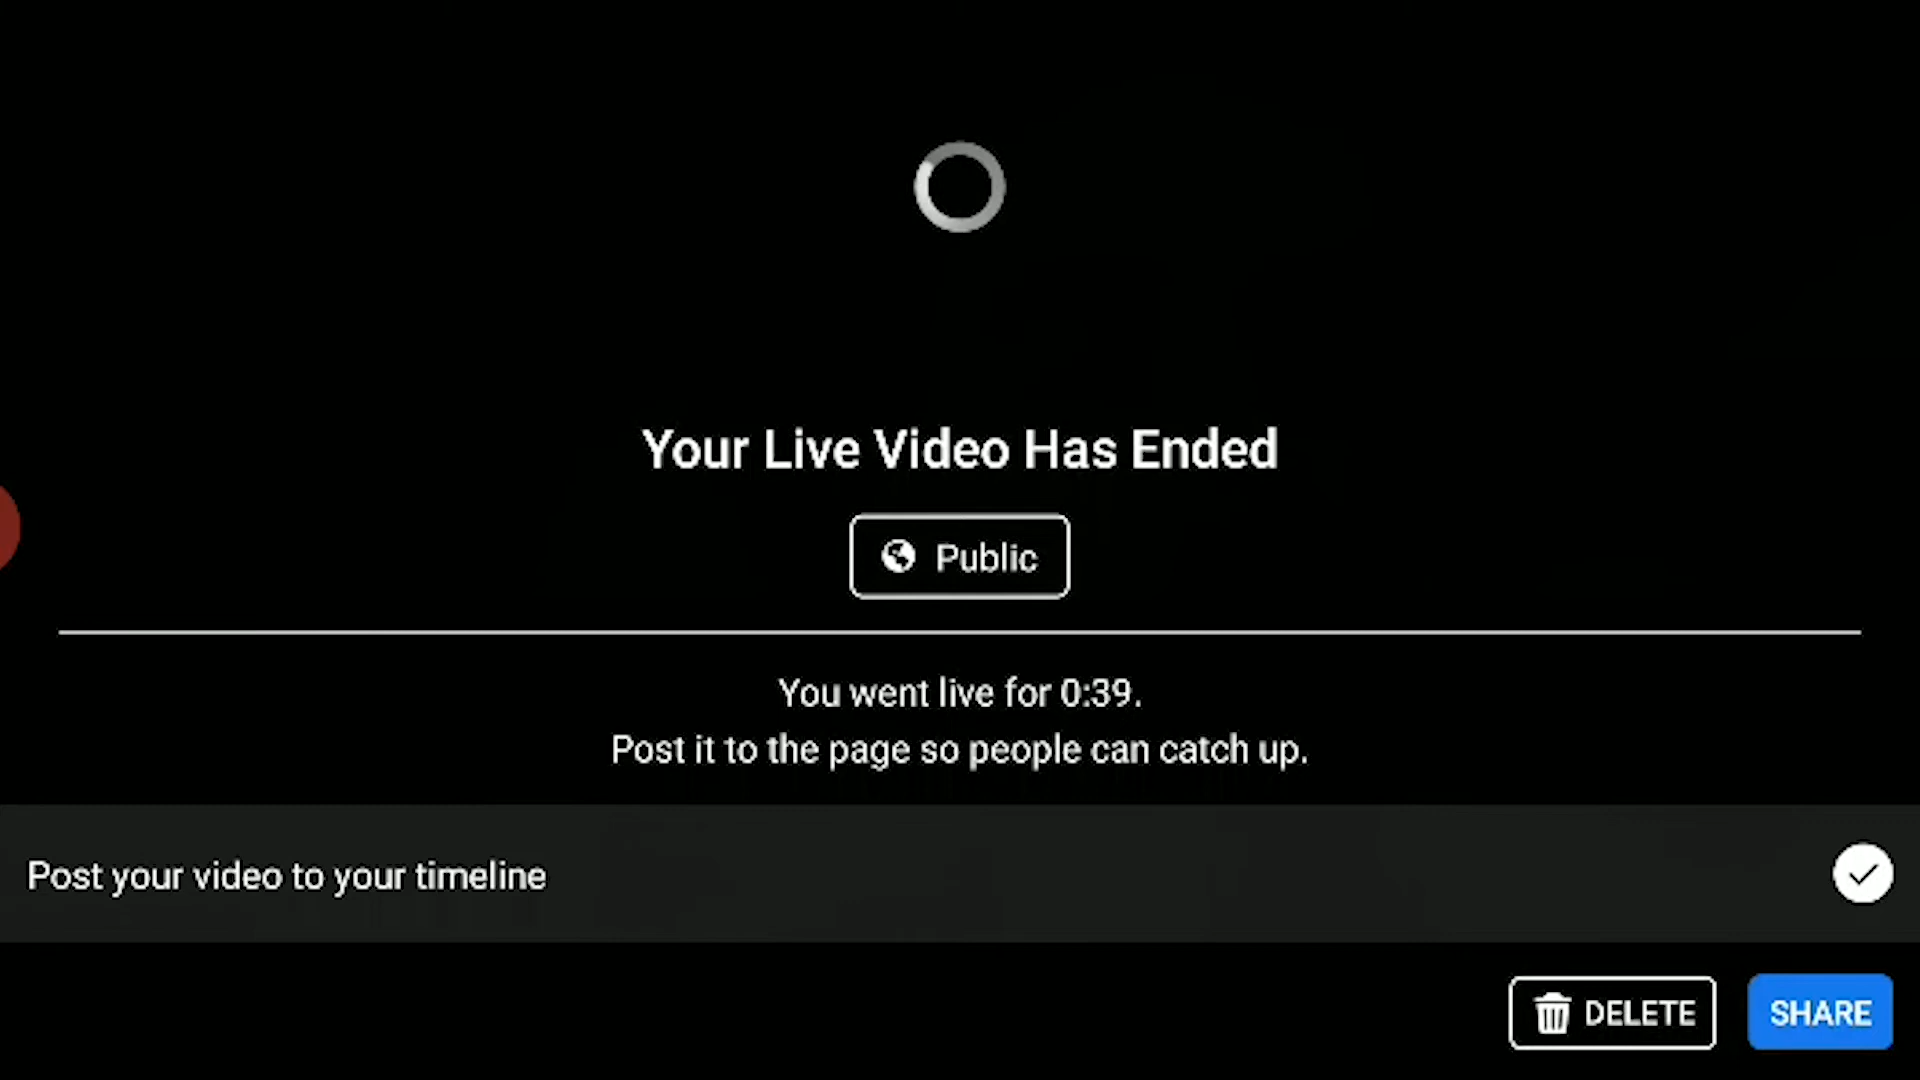 Your Live Video Has Ended
Public
You went live for 0:39.
Post it to the page so people can catch up.
Post your video to your timeline
DELETE
SHARE